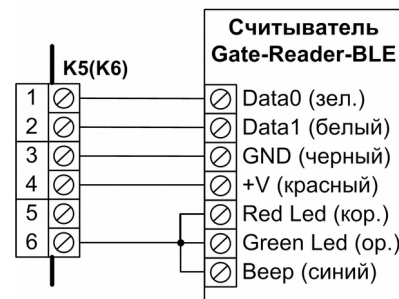 Считыватель
Gate-Reader-BLE
K5(K6)
1 Data0 (зел.)
2 Data1 (белый)
3 GND (черный)
4 +V (красный)
5 Red Led (кор.)
6 Green Led (ор.)
Beep (синий)